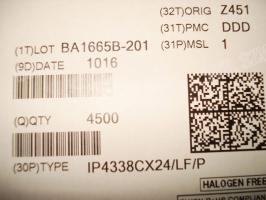 (32T)ORIG Z451
(31T)PMC DDD
(1T)LOT BA1665B-201 (31P)MSL 1
(9D)DATE 1016
(Q)QTY 4500
(30P)TYPE IP4338CX24/LF/P
HALOGEN FREE